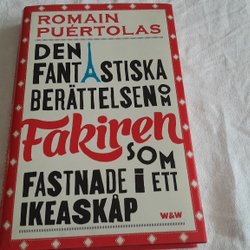 ROMAIN
PUÉRTOLAS
DEN
FANTASTISKA
BERÄTTELSEN OM
Fakiren
SOM
FASTNADE I ETT
IKEASKÅP
W&W